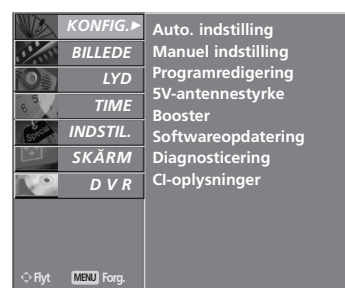 KONFIG.
BILLEDE
LYD
TIME
INDSTIL.
SKĂRM
D V R
Auto. indstilling
Manuel indstilling
Programredigering
5V-antennestyrke
Booster
Softwareopdatering
Diagnosticering
CI-oplysninger
Flyt MENU Forg.